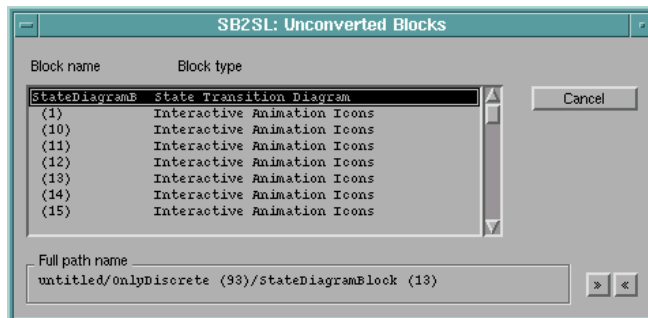 SB2SL: Unconverted Blocks
Block name Block type
StateDiagramB State Transition Diagram
(1) Interactive Animation Icons
(10) Interactive Animation Icons
(11) Interactive Animation Icons
(12) Interactive Animation Icons
(13) Interactive Animation Icons
(14) Interactive Animation Icons
(15) Interactive Animation Icons
Cancel
Full path name
untitled/OnlyDiscrete (93)/StateDiagramBlock (13)
» «